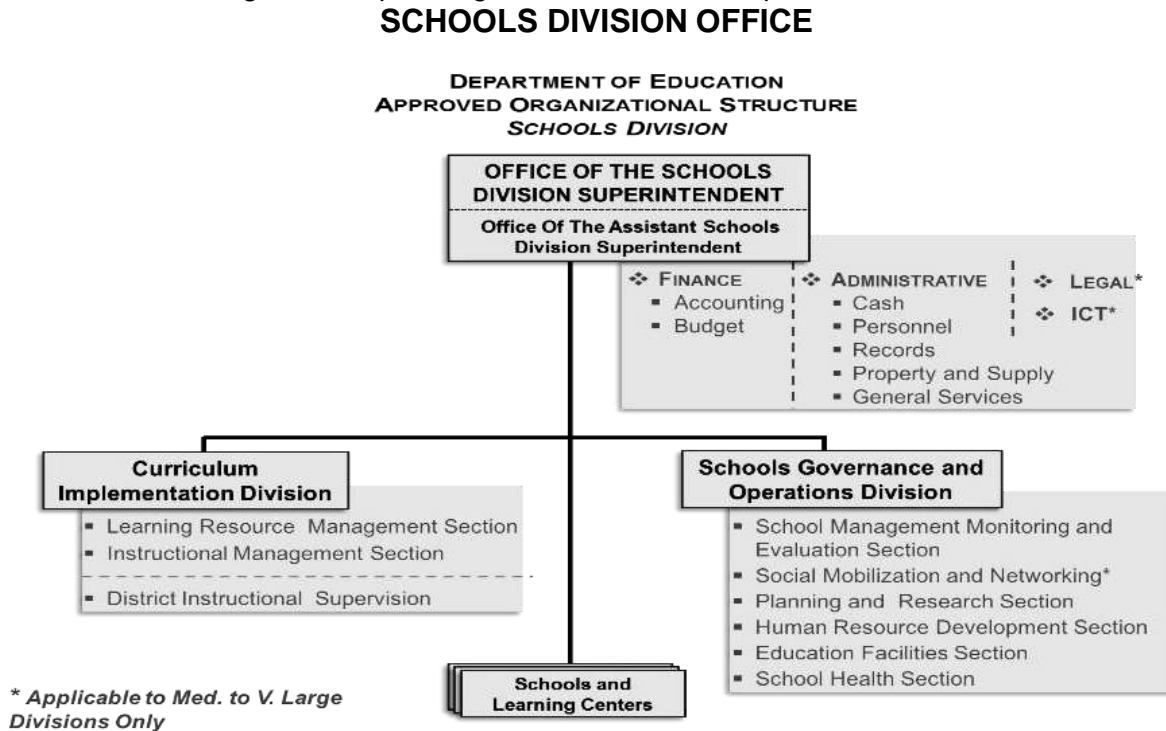 SCHOOLS DIVISION OFFICE
DEPARTMENT OF EDUCATION
APPROVED ORGANIZATIONAL STRUCTURE
SCHOOLS DIVISION
OFFICE OF THE SCHOOLS
DIVISION SUPERINTENDENT
Office Of The Assistant Schools
Division Superintendent
❖ FINANCE
▪ Accounting
▪ Budget
❖ ADMINISTRATIVE
▪ Cash
▪ Personnel
▪ Records
▪ Property and Supply
▪ General Services
❖ LEGAL*
❖ ICT*
Curriculum
Implementation Division
▪ Learning Resource Management Section
▪ Instructional Management Section
▪ District Instructional Supervision
Schools Governance and
Operations Division
▪ School Management Monitoring and
Evaluation Section
▪ Social Mobilization and Networking*
▪ Planning and Research Section
▪ Human Resource Development Section
▪ Education Facilities Section
▪ School Health Section
Schools and
Learning Centers
* Applicable to Med. to V. Large
Divisions Only